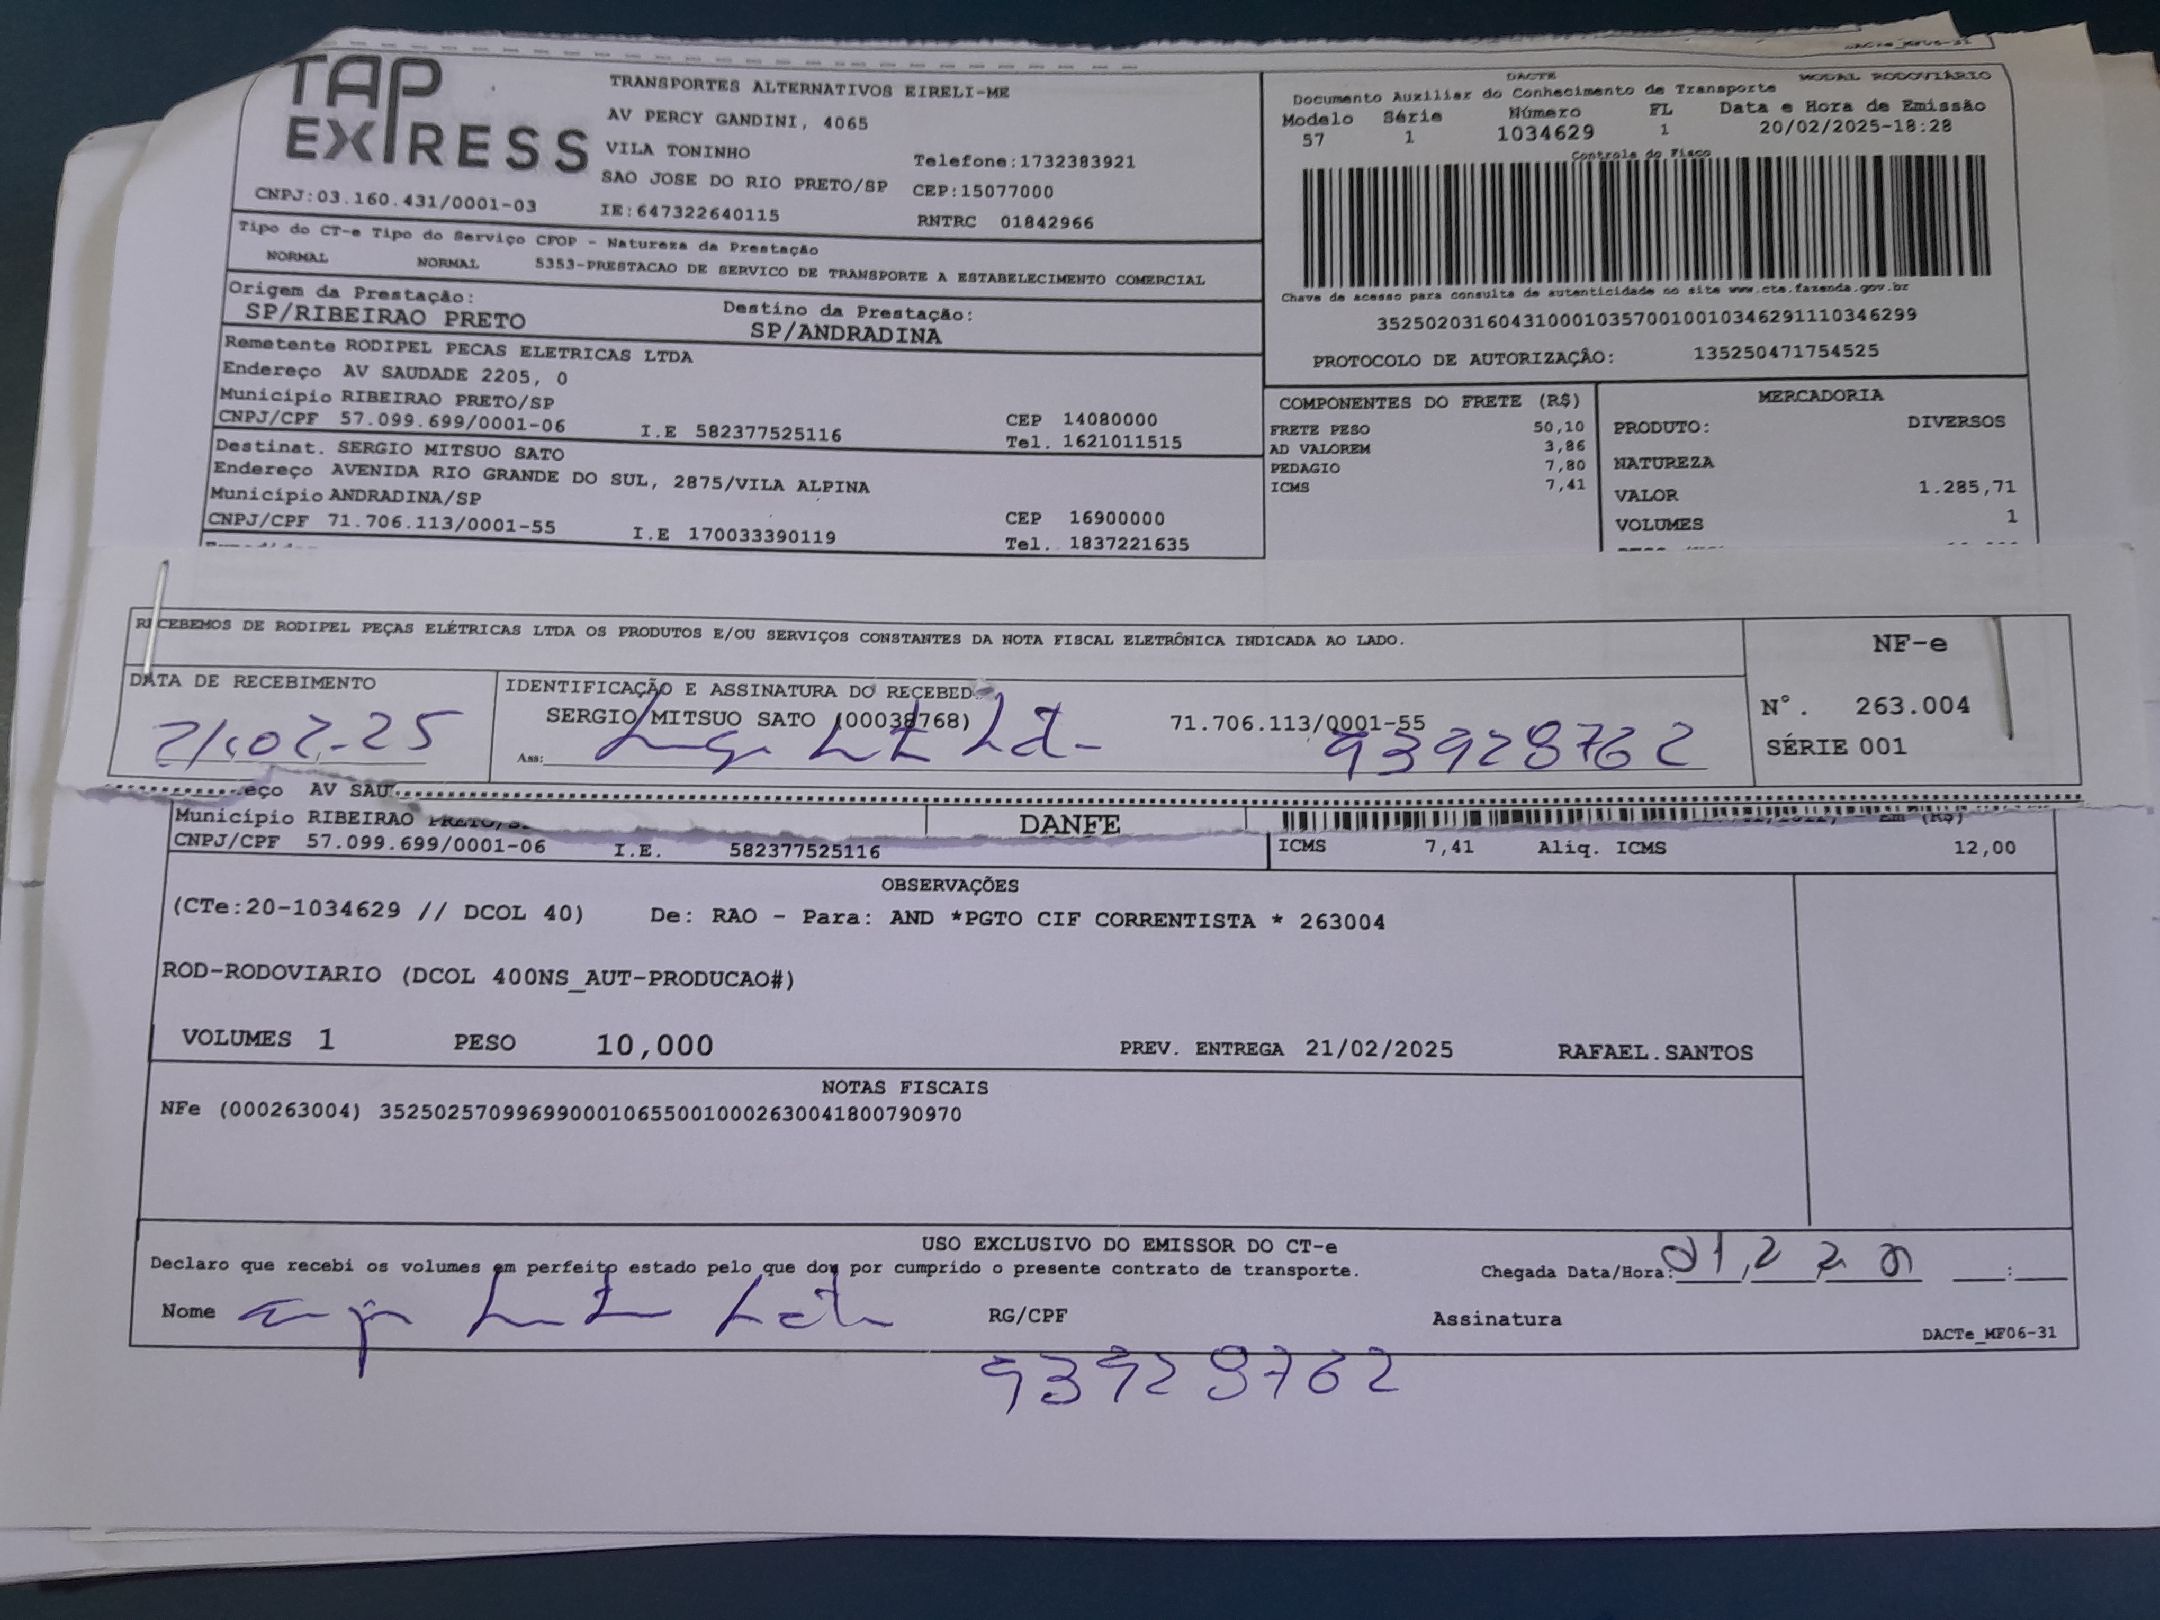 TAP EXPRESS
CNPJ:03.160.431/0001-03
TRANSPORTES ALTERNATIVOS EIRELI-ME
AV PERCY GANDINI, 4065
VILA TONINHO Telefone:1732383921
SAO JOSE DO RIO PRETO/SP CEP:15077000
IE:647322640115 RNTRC 01842966
DACTE MODAL RODOVIÁRIO
Documento Auxiliar do Conhecimento de Transporte
Modelo Série Número FL Data e Hora de Emissão
57 1 1034629 1 20/02/2025-18:28
Controle do Fisco
Chave de acesso para consulta de autenticidade no site www.cte.fazenda.gov.br
35250203160431000103570010010346291110346299
PROTOCOLO DE AUTORIZAÇÃO: 135250471754525
Tipo do CT-e Tipo do Serviço CFOP - Natureza da Prestação
NORMAL NORMAL 5353-PRESTACAO DE SERVICO DE TRANSPORTE A ESTABELECIMENTO COMERCIAL
Origem da Prestação: Destino da Prestação:
SP/RIBEIRAO PRETO SP/ANDRADINA
Remetente RODIPEL PECAS ELETRICAS LTDA
Endereço AV SAUDADE 2205, 0
Município RIBEIRAO PRETO/SP CEP 14080000
CNPJ/CPF 57.099.699/0001-06 I.E 582377525116 Tel. 1621011515
Destinat. SERGIO MITSUO SATO
Endereço AVENIDA RIO GRANDE DO SUL, 2875/VILA ALPINA
Município ANDRADINA/SP CEP 16900000
CNPJ/CPF 71.706.113/0001-55 I.E 170033390119 Tel. 1837221635
COMPONENTES DO FRETE (R$)
FRETE PESO 50,10
AD VALOREM 3,86
PEDAGIO 7,80
ICMS 7,41
MERCADORIA
PRODUTO: DIVERSOS
NATUREZA
VALOR 1.285,71
VOLUMES 1
RECEBEMOS DE RODIPEL PEÇAS ELÉTRICAS LTDA OS PRODUTOS E/OU SERVIÇOS CONSTANTES DA NOTA FISCAL ELETRÔNICA INDICADA AO LADO.
NF-e
Nº. 263.004
SÉRIE 001
DATA DE RECEBIMENTO
21.02.25
IDENTIFICAÇÃO E ASSINATURA DO RECEBED
SERGIO MITSUO SATO (00038768) 71.706.113/0001-55
Ass: 93928762
eço AV SAU
Município RIBEIRAO DANFE
CNPJ/CPF 57.099.699/0001-06 I.E. 582377525116 ICMS 7,41 Aliq. ICMS 12,00
OBSERVAÇÕES
(CTe:20-1034629 // DCOL 40) De: RAO - Para: AND *PGTO CIF CORRENTISTA * 263004
ROD-RODOVIARIO (DCOL 400NS_AUT-PRODUCAO#)
VOLUMES 1 PESO 10,000 PREV. ENTREGA 21/02/2025 RAFAEL.SANTOS
NOTAS FISCAIS
NFe (000263004) 35250257099699000106550010002630041800790970
USO EXCLUSIVO DO EMISSOR DO CT-e
Declaro que recebi os volumes em perfeito estado pelo que dou por cumprido o presente contrato de transporte. Chegada Data/Hora:
Nome RG/CPF Assinatura
DACTe_MF06-31
93928762